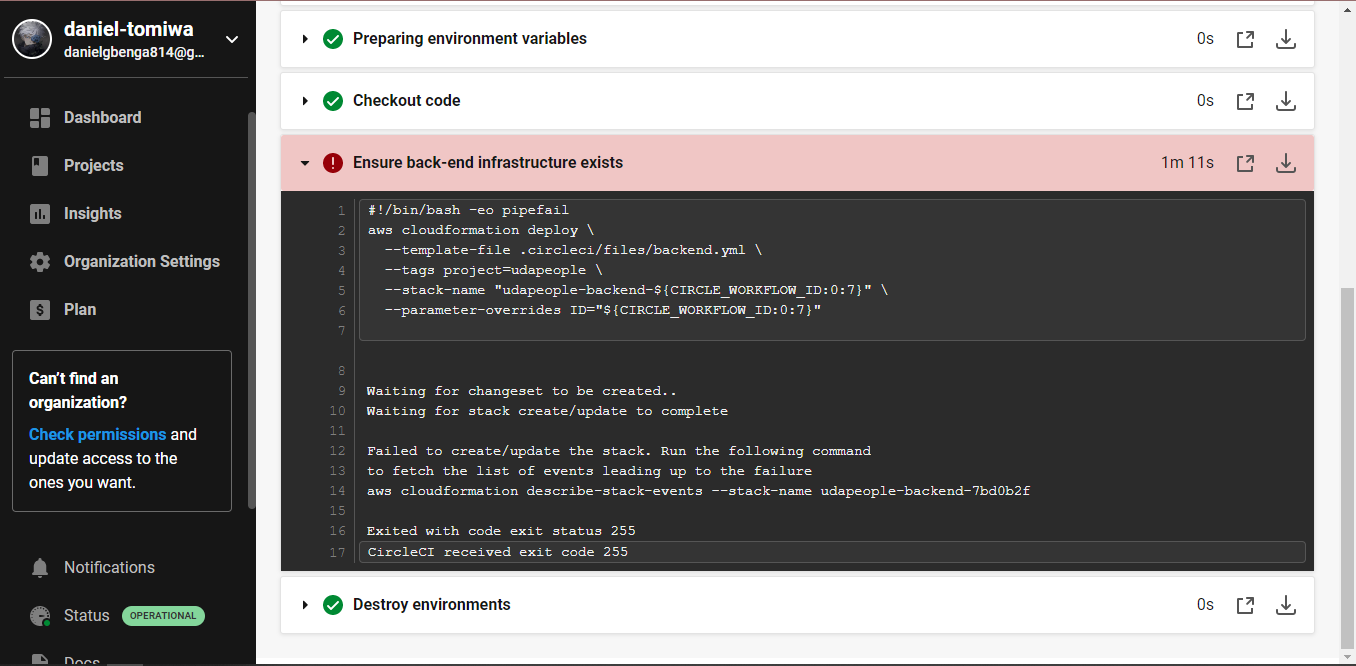 daniel-tomiwa
danielgbenga814@g...
Dashboard
Projects
Insights
Organization Settings
Plan
Can't find an
organization?
Check permissions and
update access to the
ones you want.
Notifications
Status OPERATIONAL
Docs
Preparing environment variables 0s
Checkout code 0s
Ensure back-end infrastructure exists 1m 11s
1 #!/bin/bash -eo pipefail
2 aws cloudformation deploy \
3 --template-file .circleci/files/backend.yml \
4 --tags project=udapeople \
5 --stack-name "udapeople-backend-${CIRCLE_WORKFLOW_ID:0:7}" \
6 --parameter-overrides ID="${CIRCLE_WORKFLOW_ID:0:7}"
7
8
9 Waiting for changeset to be created..
10 Waiting for stack create/update to complete
11
12 Failed to create/update the stack. Run the following command
13 to fetch the list of events leading up to the failure
14 aws cloudformation describe-stack-events --stack-name udapeople-backend-7bd0b2f
15
16 Exited with code exit status 255
17 CircleCI received exit code 255
Destroy environments 0s